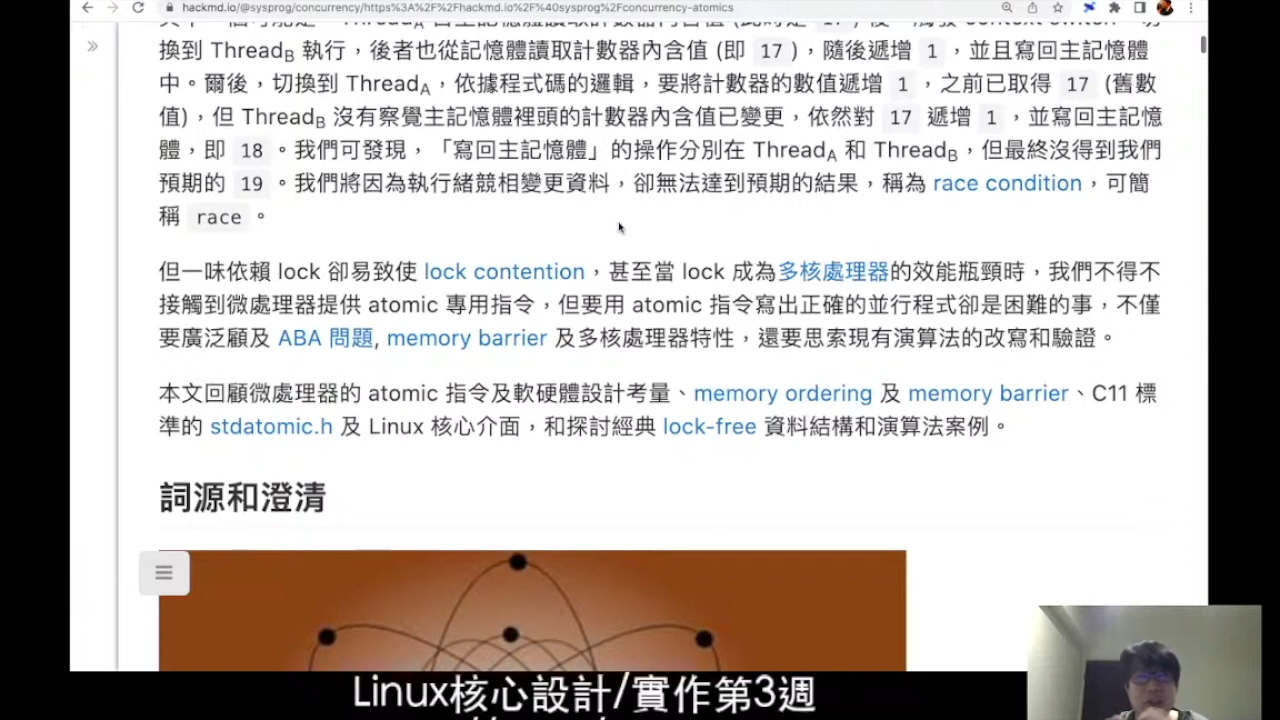 hackmd.io/@sysprog/concurrency/https%3A%2F%2Fhackmd.io%2F%40sysprog%2Fconcurrency-atomics
換到 ThreadB 執行，後者也從記憶體讀取計數器內含值 (即 17 )，隨後遞增 1 ，並且寫回主記憶體
中。爾後，切換到 ThreadA，依據程式碼的邏輯，要將計數器的數值遞增 1 ，之前已取得 17 (舊數
值)，但 ThreadB 沒有察覺主記憶體裡頭的計數器內含值已變更，依然對 17 遞增 1 ，並寫回主記憶
體，即 18 。我們可發現，「寫回主記憶體」的操作分別在 ThreadA 和 ThreadB，但最終沒得到我們
預期的 19 。我們將因為執行緒競相變更資料，卻無法達到預期的結果，稱為 race condition，可簡
稱 race 。
但一味依賴 lock 卻易致使 lock contention，甚至當 lock 成為多核處理器的效能瓶頸時，我們不得不
接觸到微處理器提供 atomic 專用指令，但要用 atomic 指令寫出正確的並行程式卻是困難的事，不僅
要廣泛顧及 ABA 問題, memory barrier 及多核處理器特性，還要思索現有演算法的改寫和驗證。
本文回顧微處理器的 atomic 指令及軟硬體設計考量、memory ordering 及 memory barrier、C11 標
準的 stdatomic.h 及 Linux 核心介面，和探討經典 lock-free 資料結構和演算法案例。
詞源和澄清
Linux核心設計/實作第3週